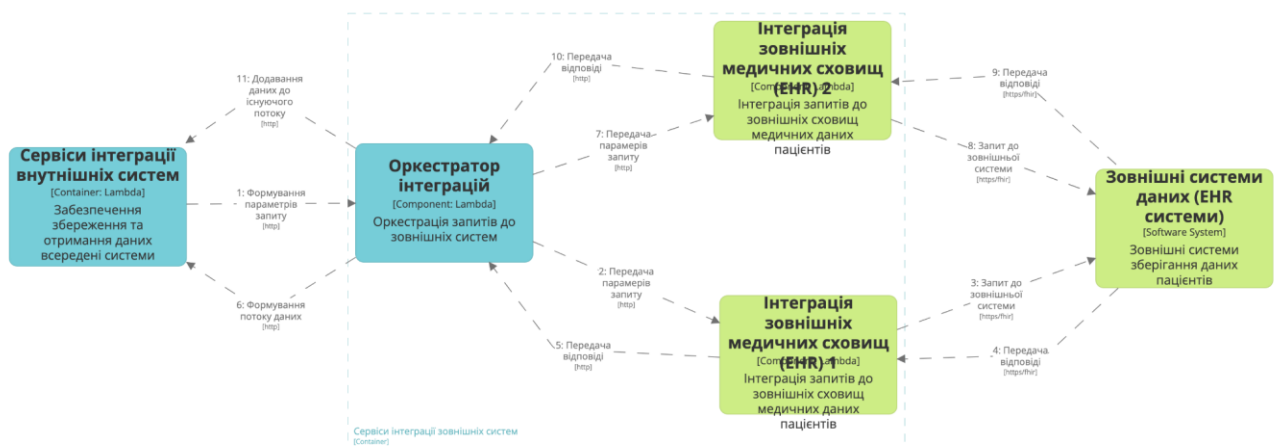 Інтеграція
зовнішніх
медичних сховищ
(EHR) 2
[Component: Lambda]
Інтеграція запитів до
зовнішніх сховищ
медичних даних
пацієнтів
10: Передача
відповіді
[http]
9: Передача
відповіді
[https/fhir]
11: Додавання
даних до
існуючого
потоку
[http]
7: Передача
парамерів
запиту
[http]
8: Запит до
зовнішньої
системи
[https/fhir]
Сервіси інтеграції
внутнішніх систем
[Container: Lambda]
Забезпечення
збереження та
отримання даних
всередені системи
1: Формування
параметрів
запиту
[http]
Оркестратор
інтеграцій
[Component: Lambda]
Оркестрація запитів до
зовнішніх систем
Зовнішні системи
даних (EHR
системи)
[Software System]
Зовнішні системи
зберігання даних
пацієнтів
6: Формування
потоку даних
[http]
2: Передача
парамерів
запиту
[http]
3: Запит до
зовнішньої
системи
[https/fhir]
5: Передача
відповіді
[http]
4: Передача
відповіді
[https/fhir]
Інтеграція
зовнішніх
медичних сховищ
(EHR) 1
[Component: Lambda]
Інтеграція запитів до
зовнішніх сховищ
медичних даних
пацієнтів
Сервіси інтеграції зовнішніх систем
[Container]